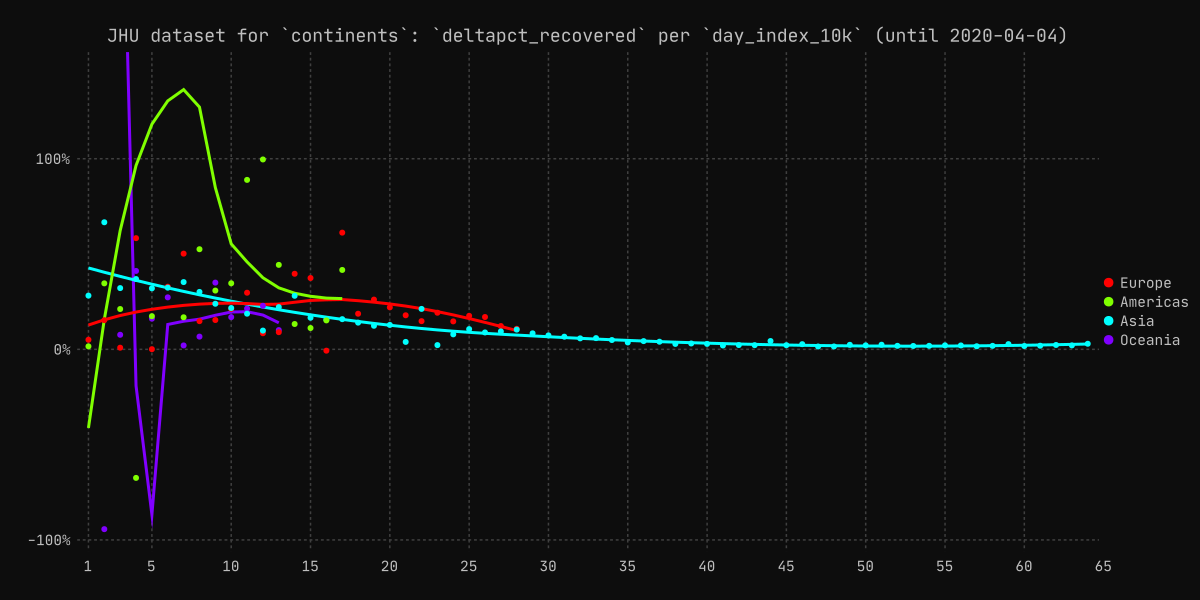 JHU dataset for `continents`: `deltapct_recovered` per `day_index_10k` (until 2020-04-04)
100%
0%
-100%
1 5 10 15 20 25 30 35 40 45 50 55 60 65
Europe
Americas
Asia
Oceania